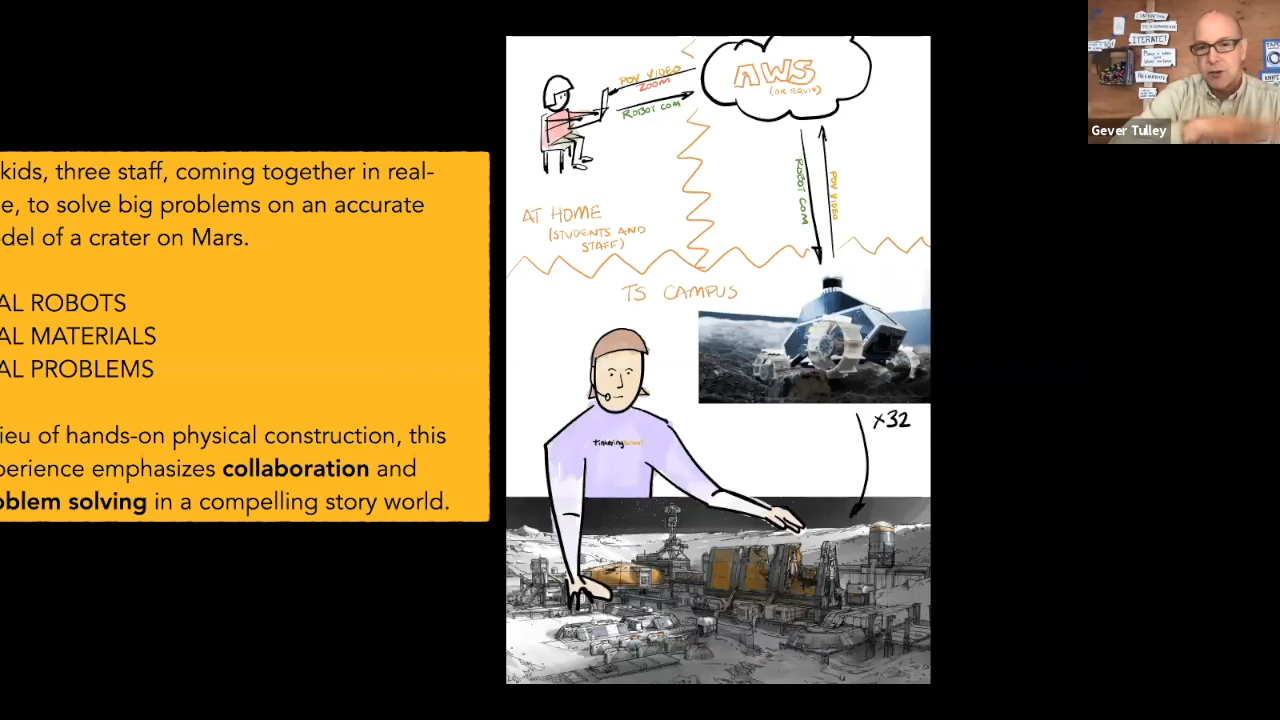 kids, three staff, coming together in real-
e, to solve big problems on an accurate
del of a crater on Mars.
AL ROBOTS
AL MATERIALS
AL PROBLEMS
ieu of hands-on physical construction, this
perience emphasizes collaboration and
oblem solving in a compelling story world.
POV VIDEO
ZOOM
ROBOT COM
AWS
(OR EQUIV)
ROBOT COM
POV VIDEO
AT HOME
(STUDENTS AND
STAFF)
TS CAMPUS
x32
tinkeringschool
ITERATE!
Gever Tulley